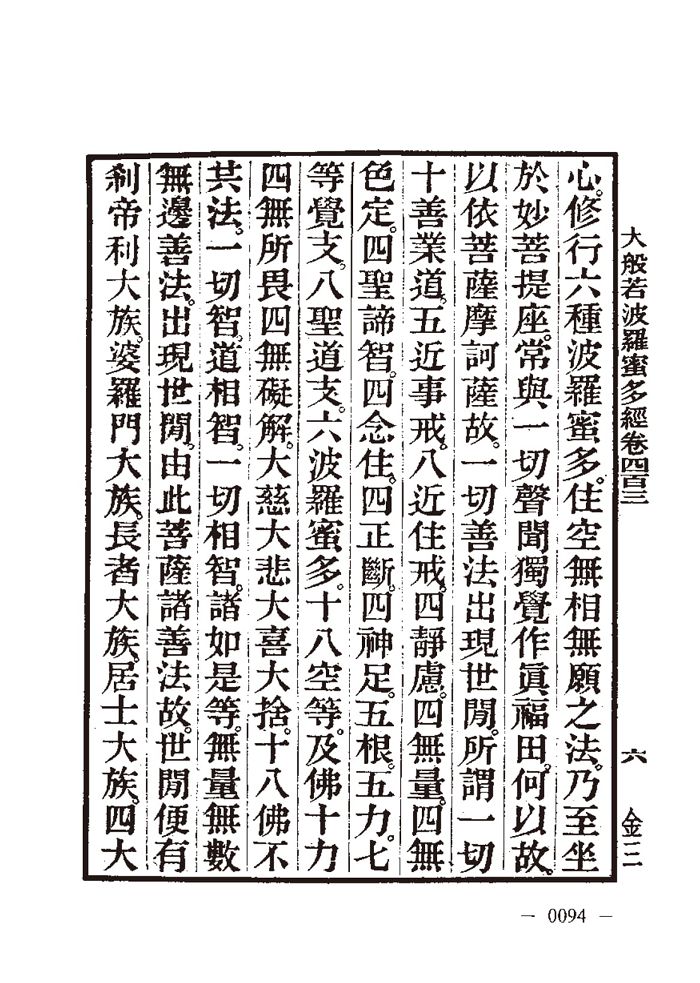 大般若波羅蜜多經卷四百三 六 金三
心。修行六種波羅蜜多。住空無相無願之法。乃至坐
於妙菩提座。常與一切聲聞獨覺作眞福田。何以故。
以依菩薩摩訶薩故。一切善法出現世閒。所謂一切
十善業道。五近事戒。八近住戒。四靜慮。四無量。四無
色定。四聖諦智。四念住。四正斷。四神足。五根。五力。七
等覺支。八聖道支。六波羅蜜多。十八空等。及佛十力
四無所畏四無礙解。大慈大悲大喜大捨。十八佛不
共法。一切智。道相智。一切相智。諸如是等。無量無數
無邊善法。出現世閒。由此菩薩諸善法故。世閒便有
剎帝利大族。婆羅門大族。長者大族。居士大族。四大
— 0094 —